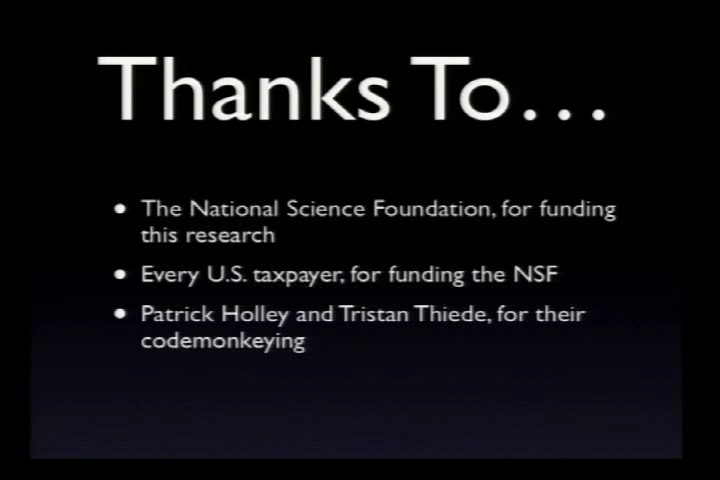 Thanks To...
• The National Science Foundation, for funding
this research
• Every U.S. taxpayer, for funding the NSF
• Patrick Holley and Tristan Thiede, for their
codemonkeying